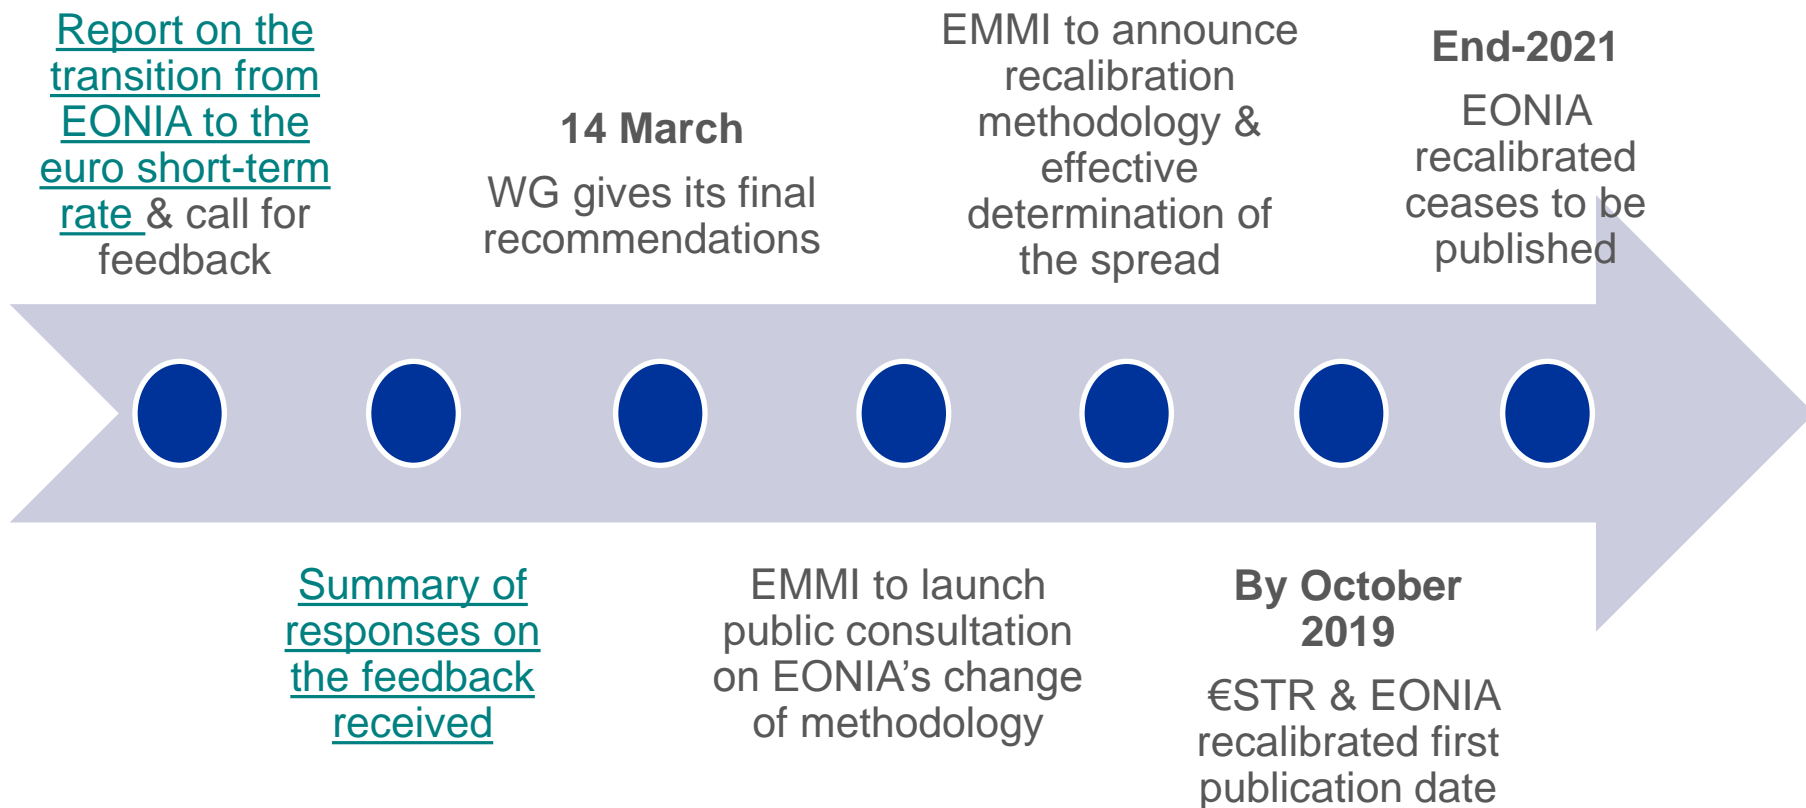 Report on the
transition from
EONIA to the
euro short-term
rate & call for
feedback
14 March
WG gives its final
recommendations
EMMI to announce
recalibration
methodology &
effective
determination of
the spread
End-2021
EONIA
recalibrated
ceases to be
published
Summary of
responses on
the feedback
received
EMMI to launch
public consultation
on EONIA’s change
of methodology
By October
2019
€STR & EONIA
recalibrated first
publication date